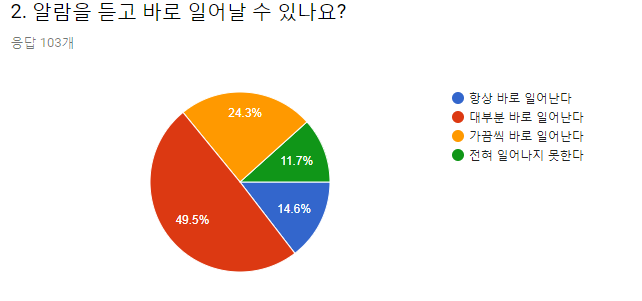 2. 알람을 듣고 바로 일어날 수 있나요?
응답 103개
24.3%
11.7%
14.6%
49.5%
항상 바로 일어난다
대부분 바로 일어난다
가끔씩 바로 일어난다
전혀 일어나지 못한다